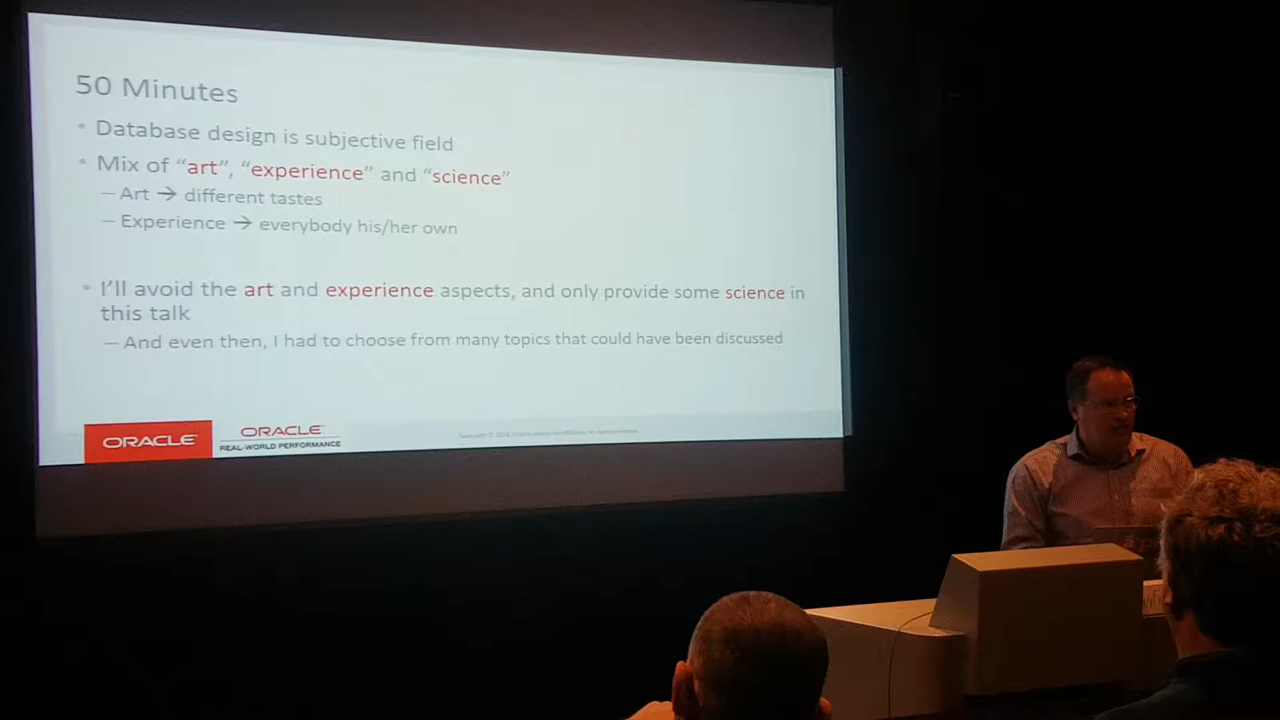 50 Minutes
• Database design is subjective field
• Mix of “art”, “experience” and “science”
– Art → different tastes
– Experience → everybody his/her own
• I’ll avoid the art and experience aspects, and only provide some science in
this talk
– And even then, I had to choose from many topics that could have been discussed
ORACLE
ORACLE
REAL-WORLD PERFORMANCE